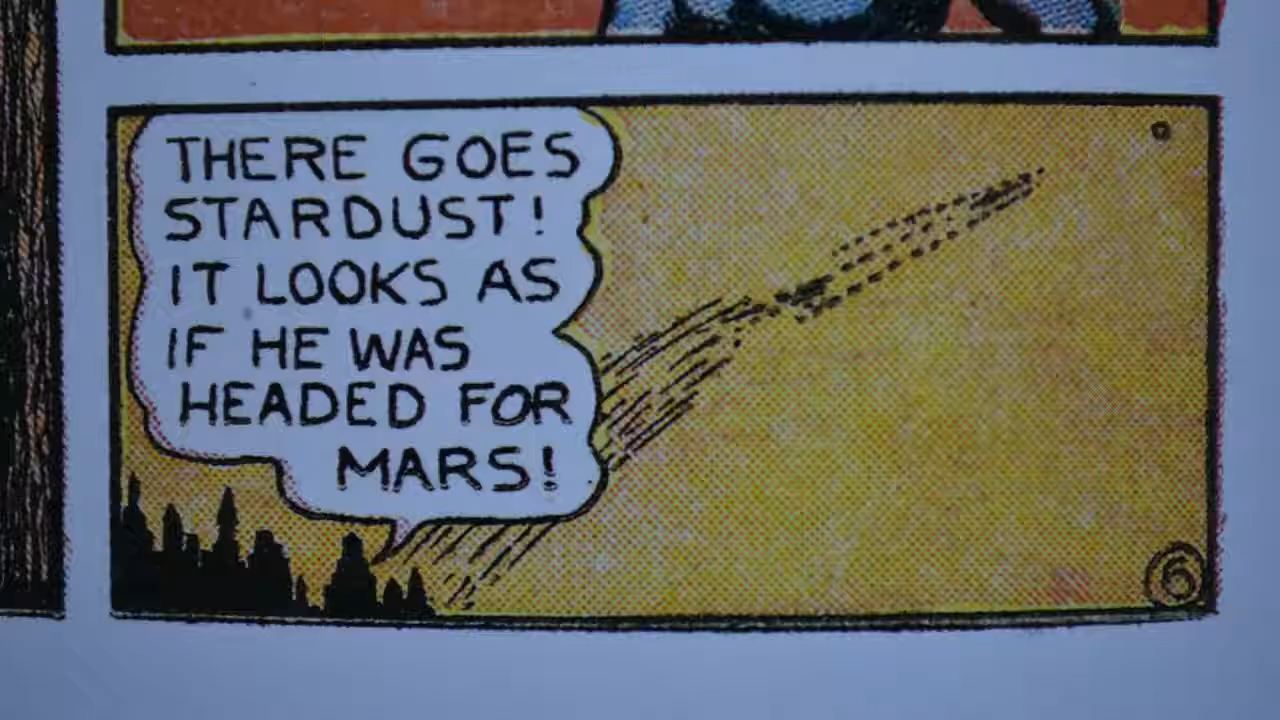 THERE GOES
STARDUST!
IT LOOKS AS
IF HE WAS
HEADED FOR
MARS!
6